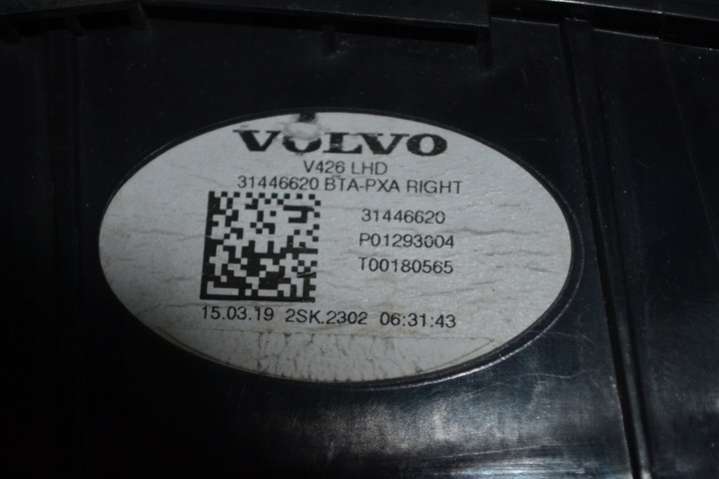 VOLVO
V426 LHD
31446620 BTA-PXA RIGHT
31446620
P01293004
T00180565
15.03.19 2SK.2302 06:31:43